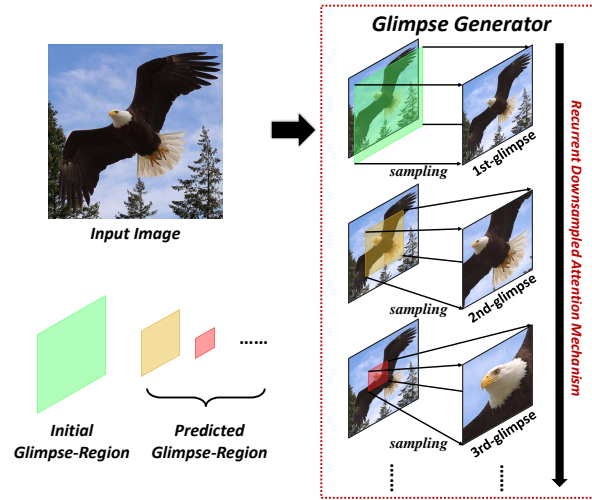 Glimpse Generator
Input Image
sampling
1st-glimpse
sampling
2nd-glimpse
sampling
3rd-glimpse
Recurrent Downsampled Attention Mechanism
......
Initial
Glimpse-Region
Predicted
Glimpse-Region